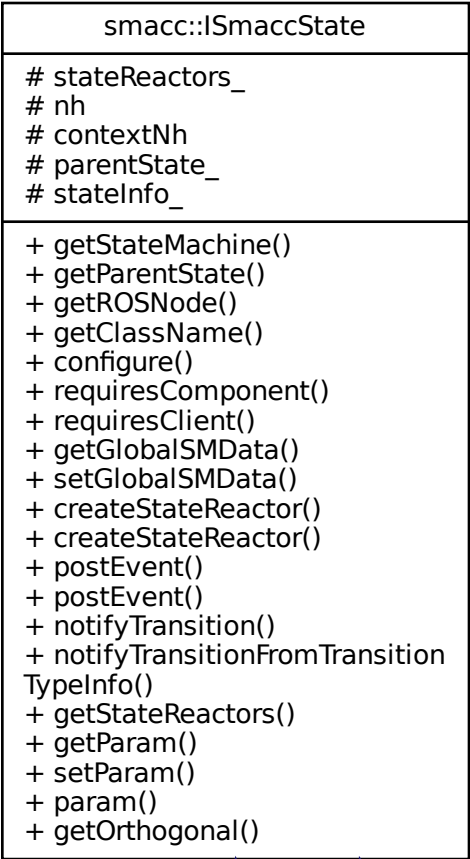 smacc::ISmaccState
# stateReactors_
# nh
# contextNh
# parentState_
# stateInfo_
+ getStateMachine()
+ getParentState()
+ getROSNode()
+ getClassName()
+ configure()
+ requiresComponent()
+ requiresClient()
+ getGlobalSMData()
+ setGlobalSMData()
+ createStateReactor()
+ createStateReactor()
+ postEvent()
+ postEvent()
+ notifyTransition()
+ notifyTransitionFromTransition
TypeInfo()
+ getStateReactors()
+ getParam()
+ setParam()
+ param()
+ getOrthogonal()